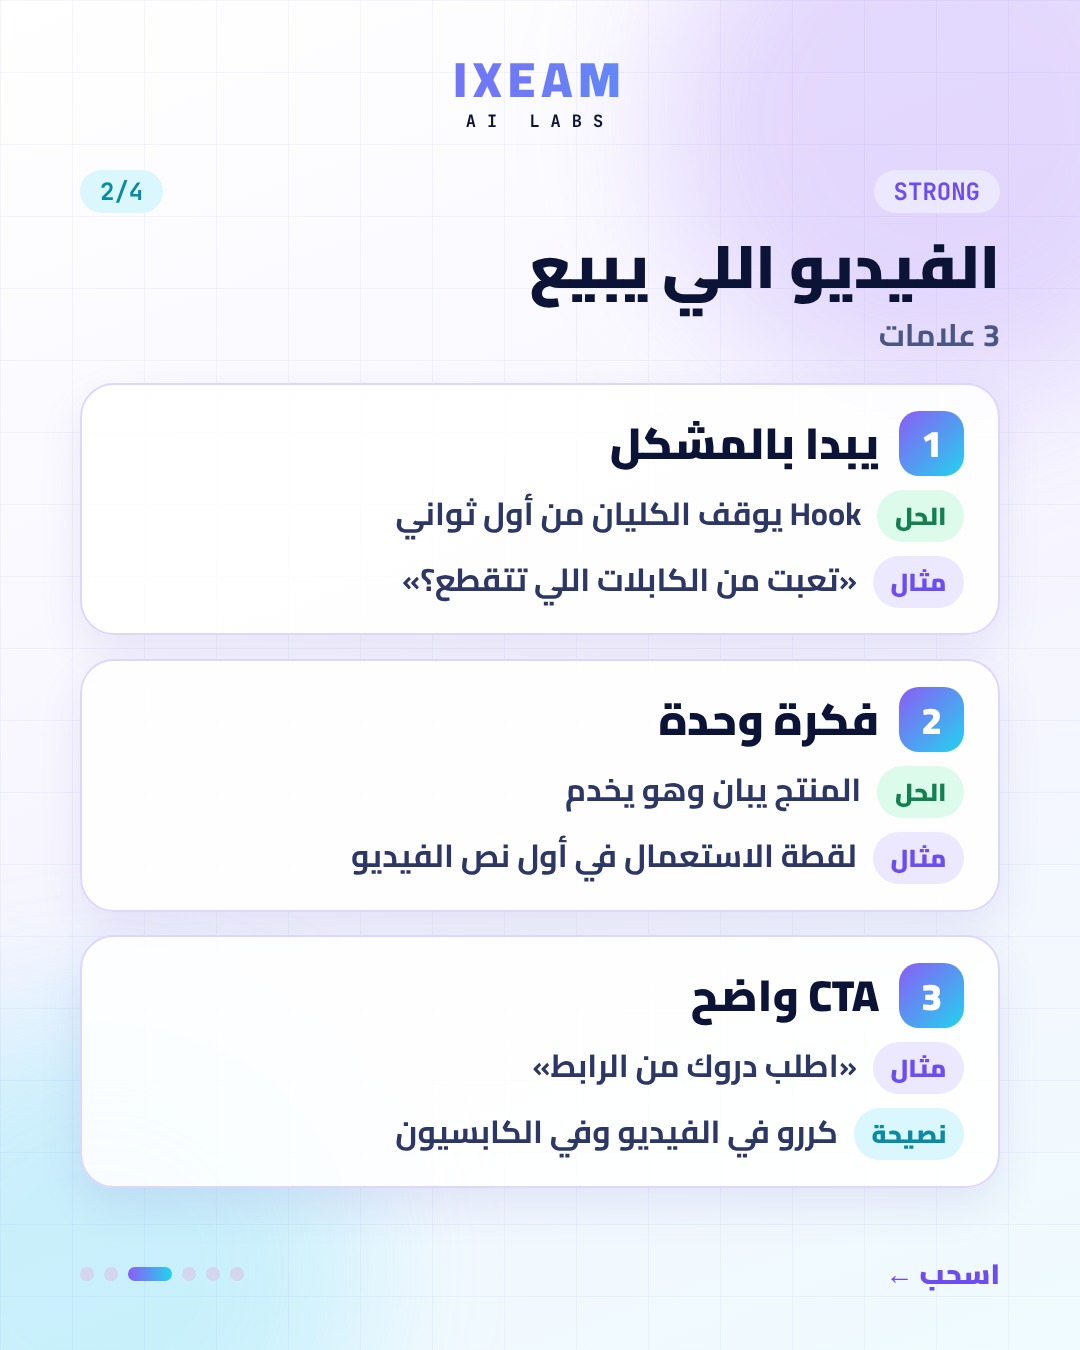 IXEAM
AI LABS
STRONG
2/4
الفيديو اللي يبيع
3 علامات
1
يبدا بالمشكل
الحل
Hook يوقف الكليان من أول ثواني
مثال
«تعبت من الكابلات اللي تتقطع؟»
2
فكرة وحدة
الحل
المنتج يبان وهو يخدم
مثال
لقطة الاستعمال في أول نص الفيديو
3
CTA واضح
مثال
«اطلب دروك من الرابط»
نصيحة
كررو في الفيديو وفي الكابسيون
اسحب ←